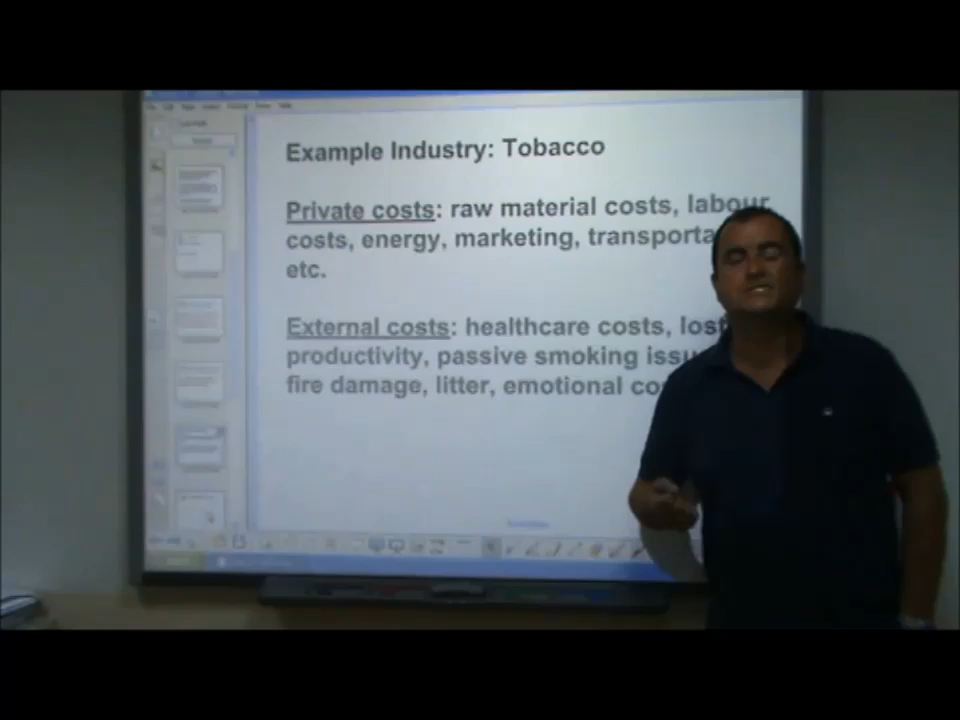 Example Industry: Tobacco
Private costs: raw material costs, labour
costs, energy, marketing, transporta
etc.
External costs: healthcare costs, lost
productivity, passive smoking issu
fire damage, litter, emotional co